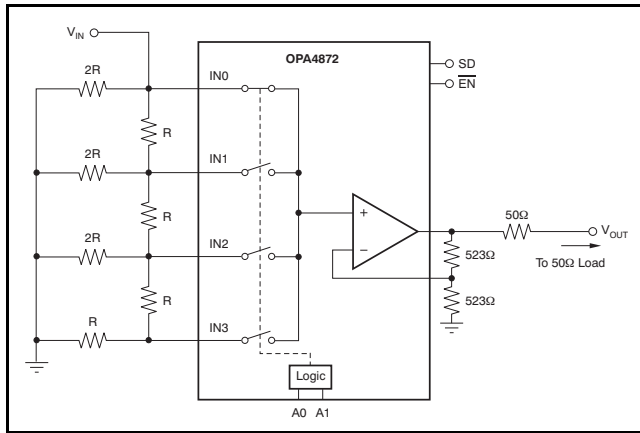 V_IN
OPA4872
SD
2R
IN0
E̅N̅
R
2R
IN1
R
+
50Ω
V_OUT
2R
IN2
−
523Ω
To 50Ω Load
R
523Ω
R
IN3
Logic
A0 A1